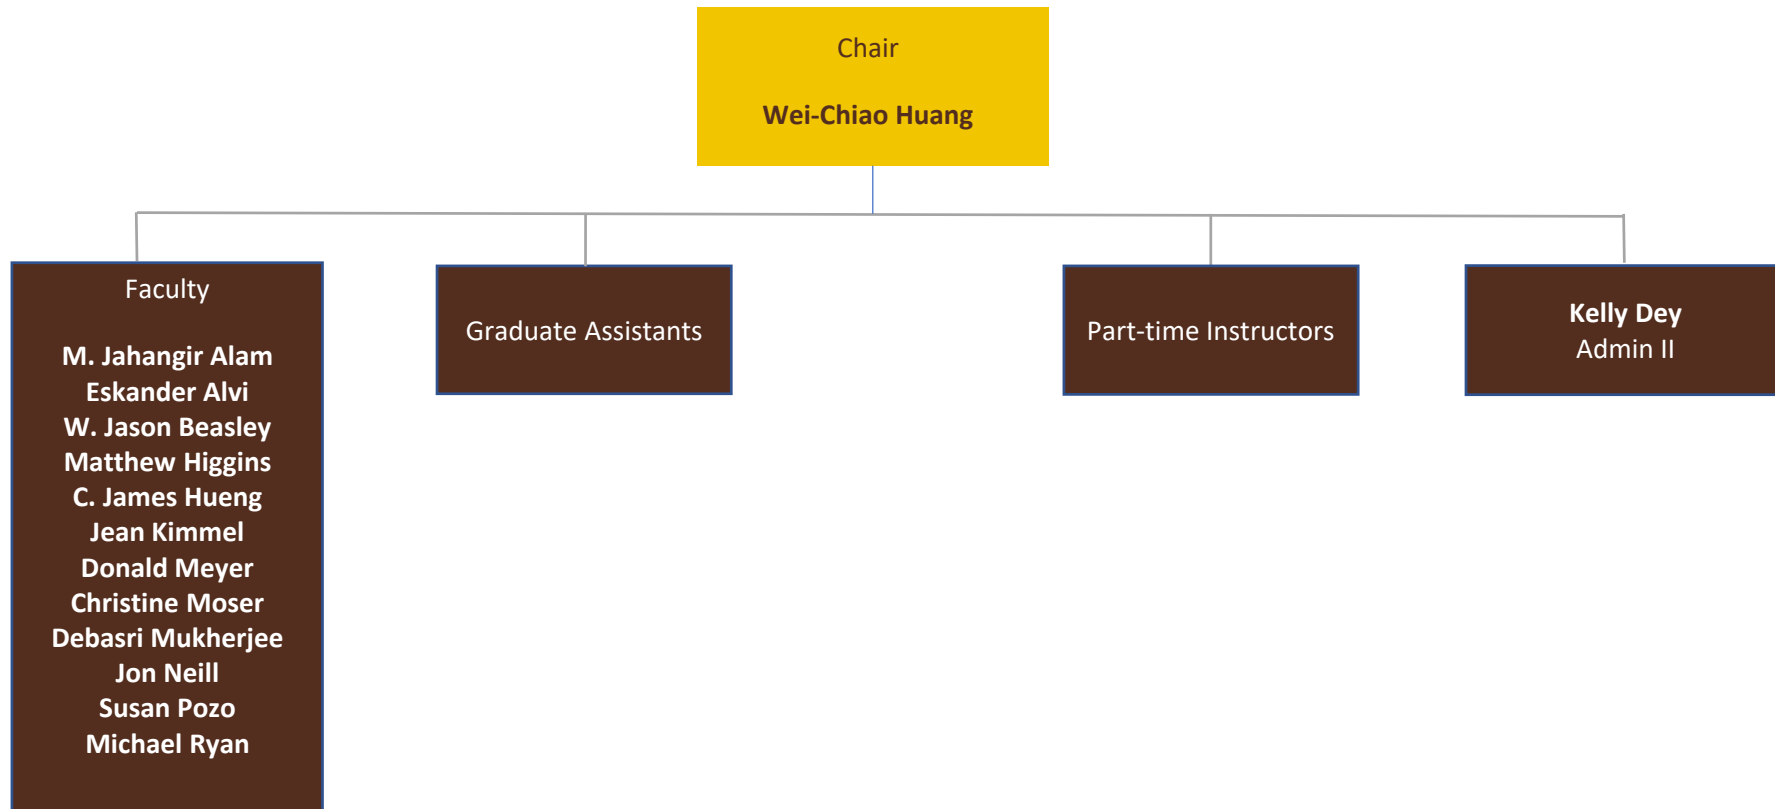 Chair
Wei-Chiao Huang
Faculty
M. Jahangir Alam
Eskander Alvi
W. Jason Beasley
Matthew Higgins
C. James Hueng
Jean Kimmel
Donald Meyer
Christine Moser
Debasri Mukherjee
Jon Neill
Susan Pozo
Michael Ryan
Graduate Assistants
Part-time Instructors
Kelly Dey
Admin II